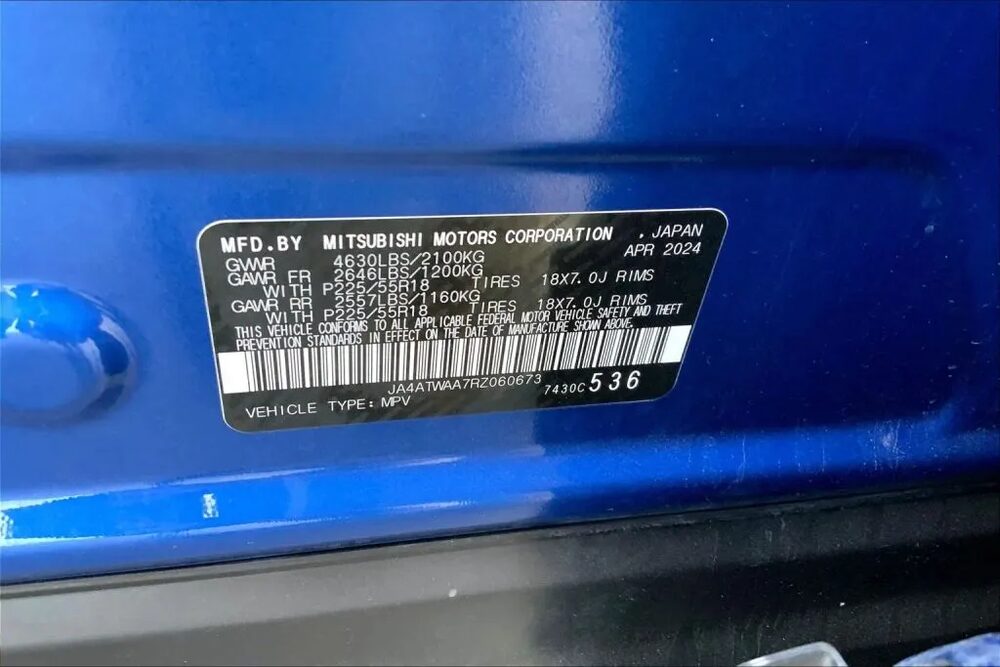 MFD.BY MITSUBISHI MOTORS CORPORATION , JAPAN
GVWR 4630LBS/2100KG APR 2024
GAWR FR 2646LBS/1200KG
WITH P225/55R18 TIRES 18X7.0J RIMS
GAWR RR 2557LBS/1160KG
WITH P225/55R18 TIRES 18X7.0J RIMS
THIS VEHICLE CONFORMS TO ALL APPLICABLE FEDERAL MOTOR VEHICLE SAFETY AND THEFT
PREVENTION STANDARDS IN EFFECT ON THE DATE OF MANUFACTURE SHOWN ABOVE.
JA4ATWAA7RZ060673 7430C 536
VEHICLE TYPE: MPV